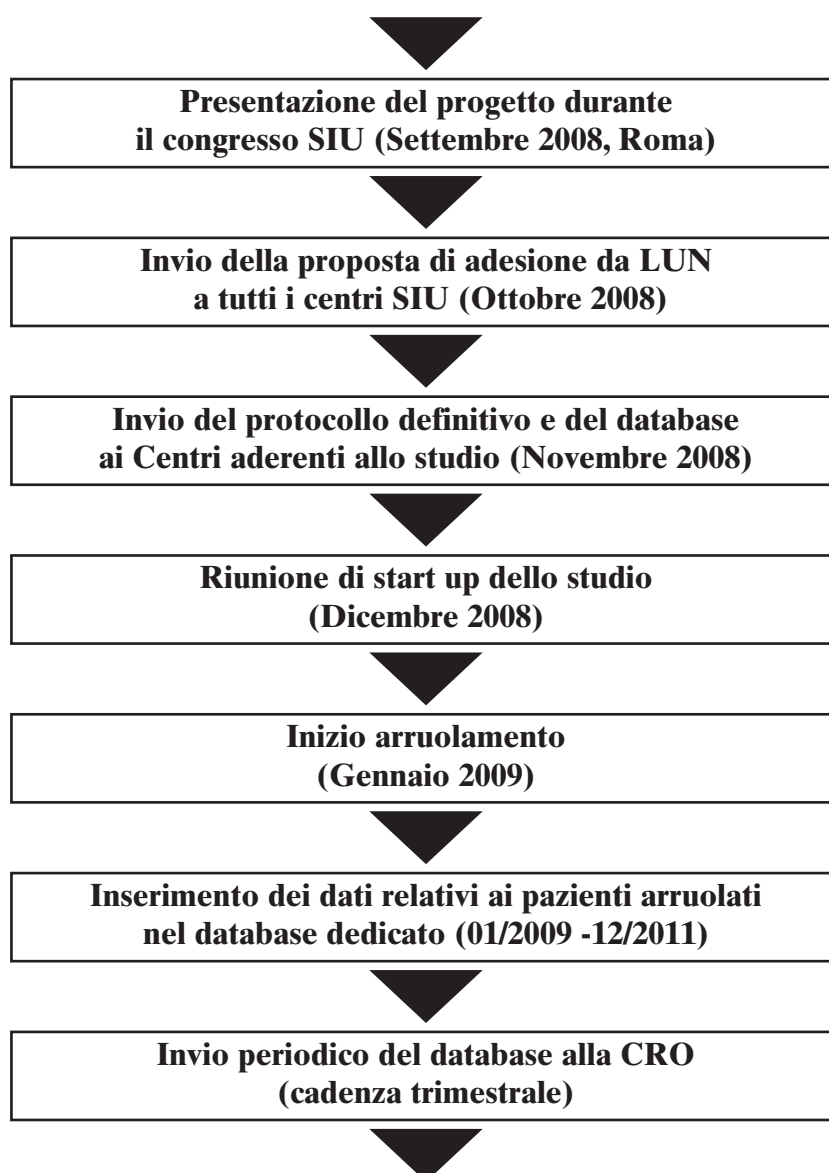 Presentazione del progetto durante
il congresso SIU (Settembre 2008, Roma)
Invio della proposta di adesione da LUN
a tutti i centri SIU (Ottobre 2008)
Invio del protocollo definitivo e del database
ai Centri aderenti allo studio (Novembre 2008)
Riunione di start up dello studio
(Dicembre 2008)
Inizio arruolamento
(Gennaio 2009)
Inserimento dei dati relativi ai pazienti arruolati
nel database dedicato (01/2009 -12/2011)
Invio periodico del database alla CRO
(cadenza trimestrale)